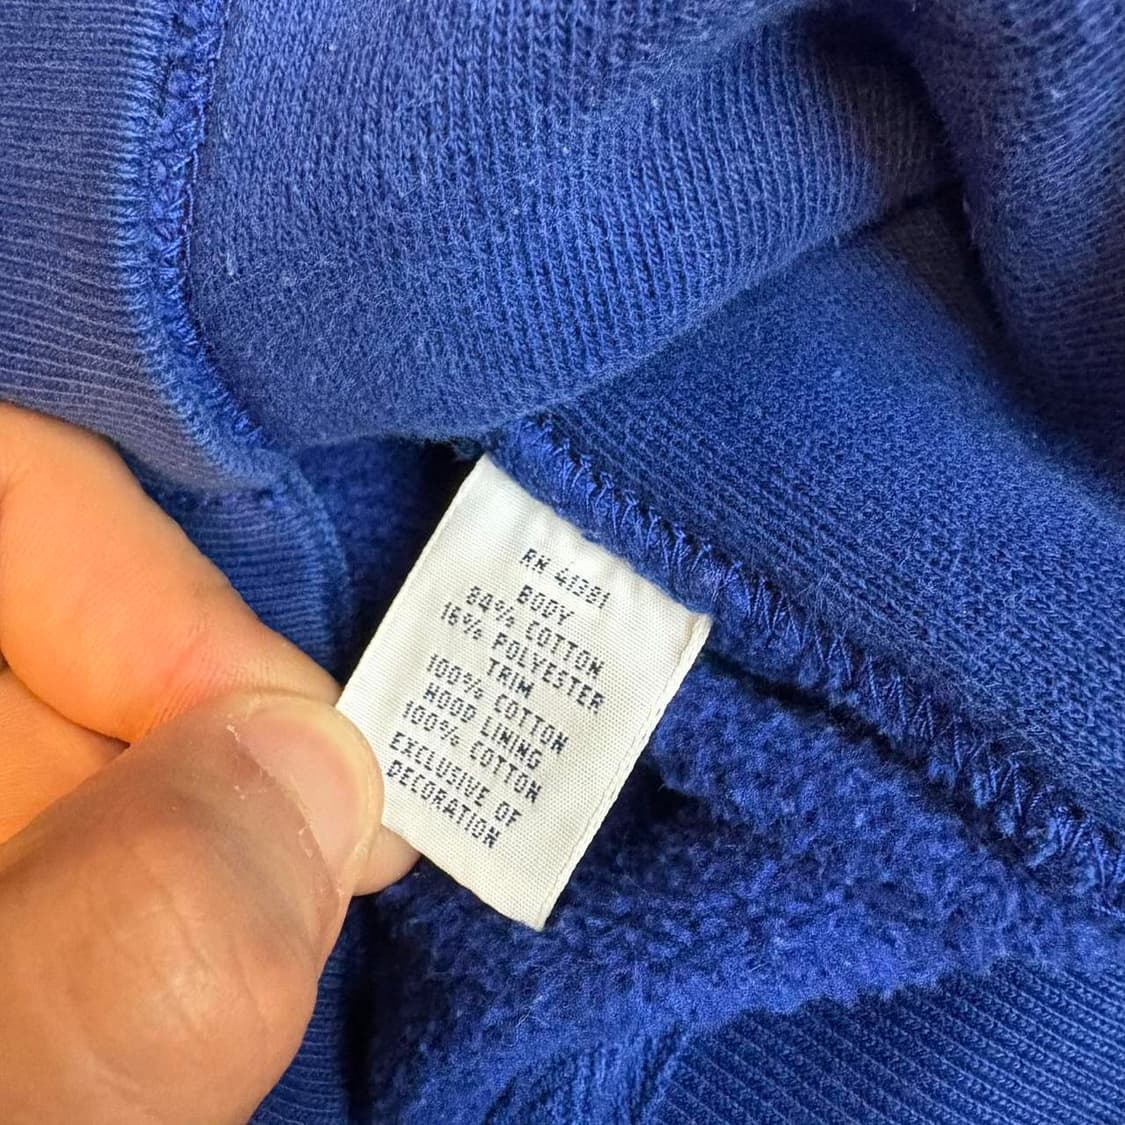 RN 41381
BODY
84% COTTON
16% POLYESTER
TRIM
100% COTTON
HOOD LINING
100% COTTON
EXCLUSIVE OF
DECORATION